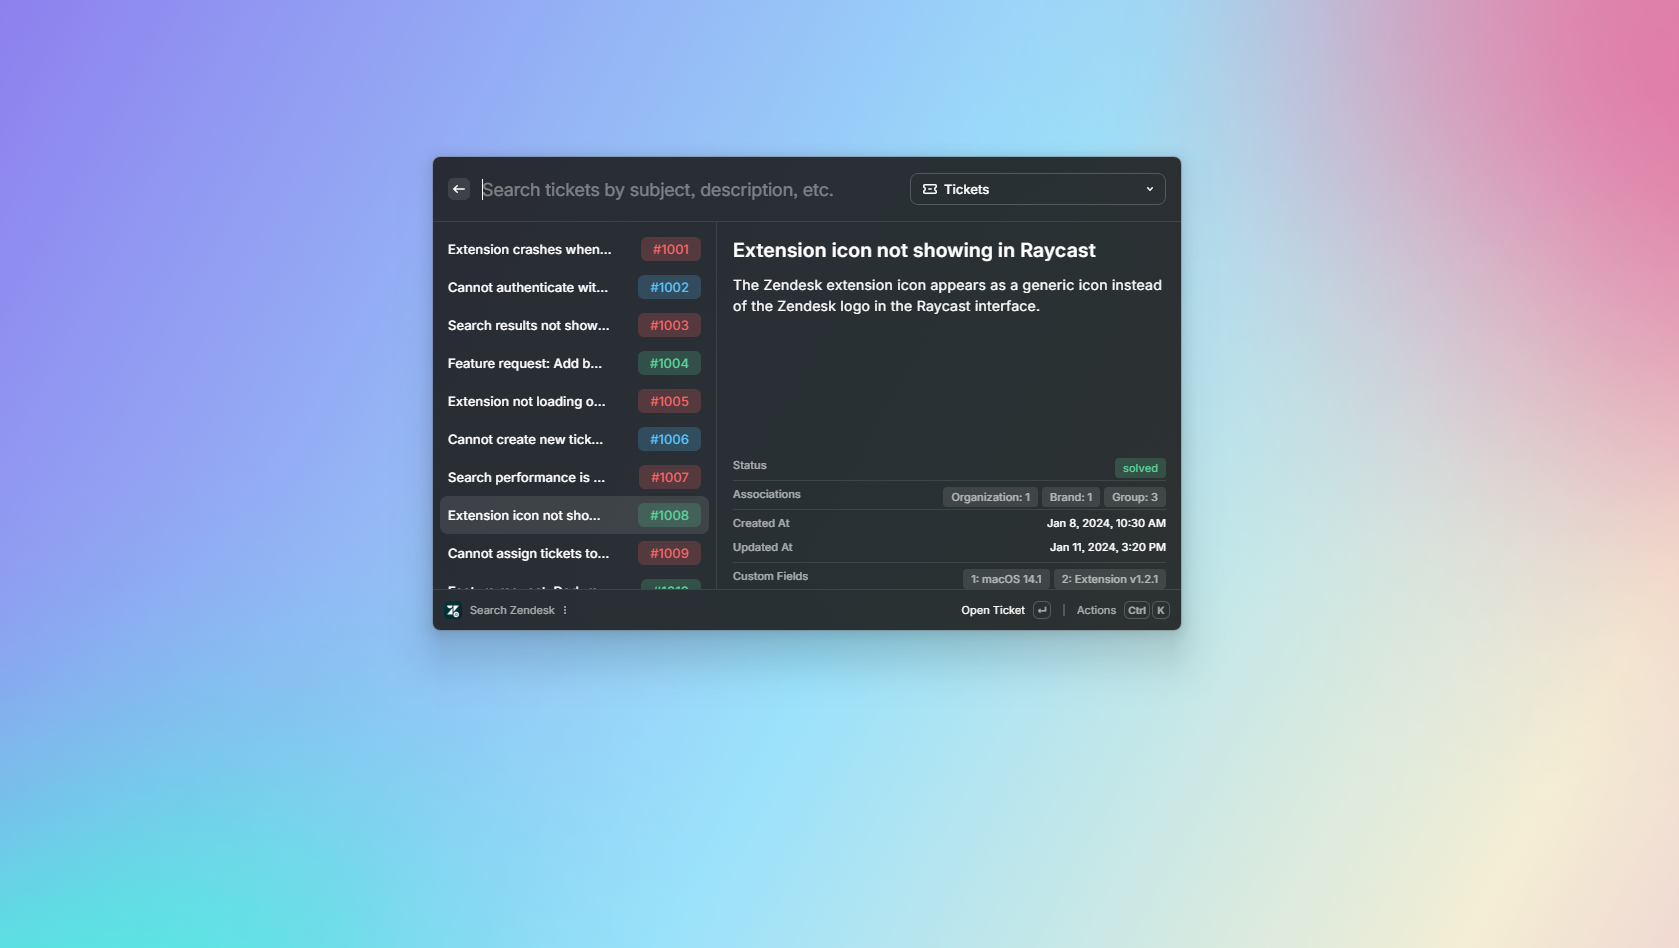 Search tickets by subject, description, etc.
Tickets
Extension crashes when... #1001
Cannot authenticate wit... #1002
Search results not show... #1003
Feature request: Add b... #1004
Extension not loading o... #1005
Cannot create new tick... #1006
Search performance is ... #1007
Extension icon not sho... #1008
Cannot assign tickets to... #1009
Extension icon not showing in Raycast
The Zendesk extension icon appears as a generic icon instead
of the Zendesk logo in the Raycast interface.
Status solved
Associations Organization: 1 Brand: 1 Group: 3
Created At Jan 8, 2024, 10:30 AM
Updated At Jan 11, 2024, 3:20 PM
Custom Fields 1: macOS 14.1 2: Extension v1.2.1
Search Zendesk
Open Ticket | Actions Ctrl K